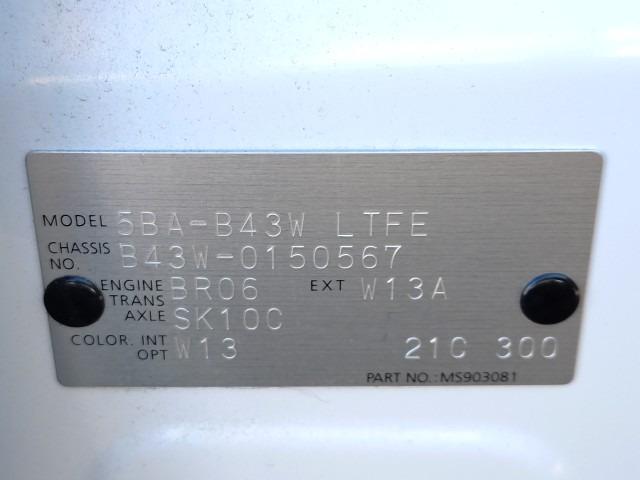 MODEL 5BA-B43W LTFE
CHASSIS NO. B43W-0150567
ENGINE BR06 EXT W13A
TRANS AXLE SK10C
COLOR. INT OPT W13 21C 300
PART NO.: MS903081